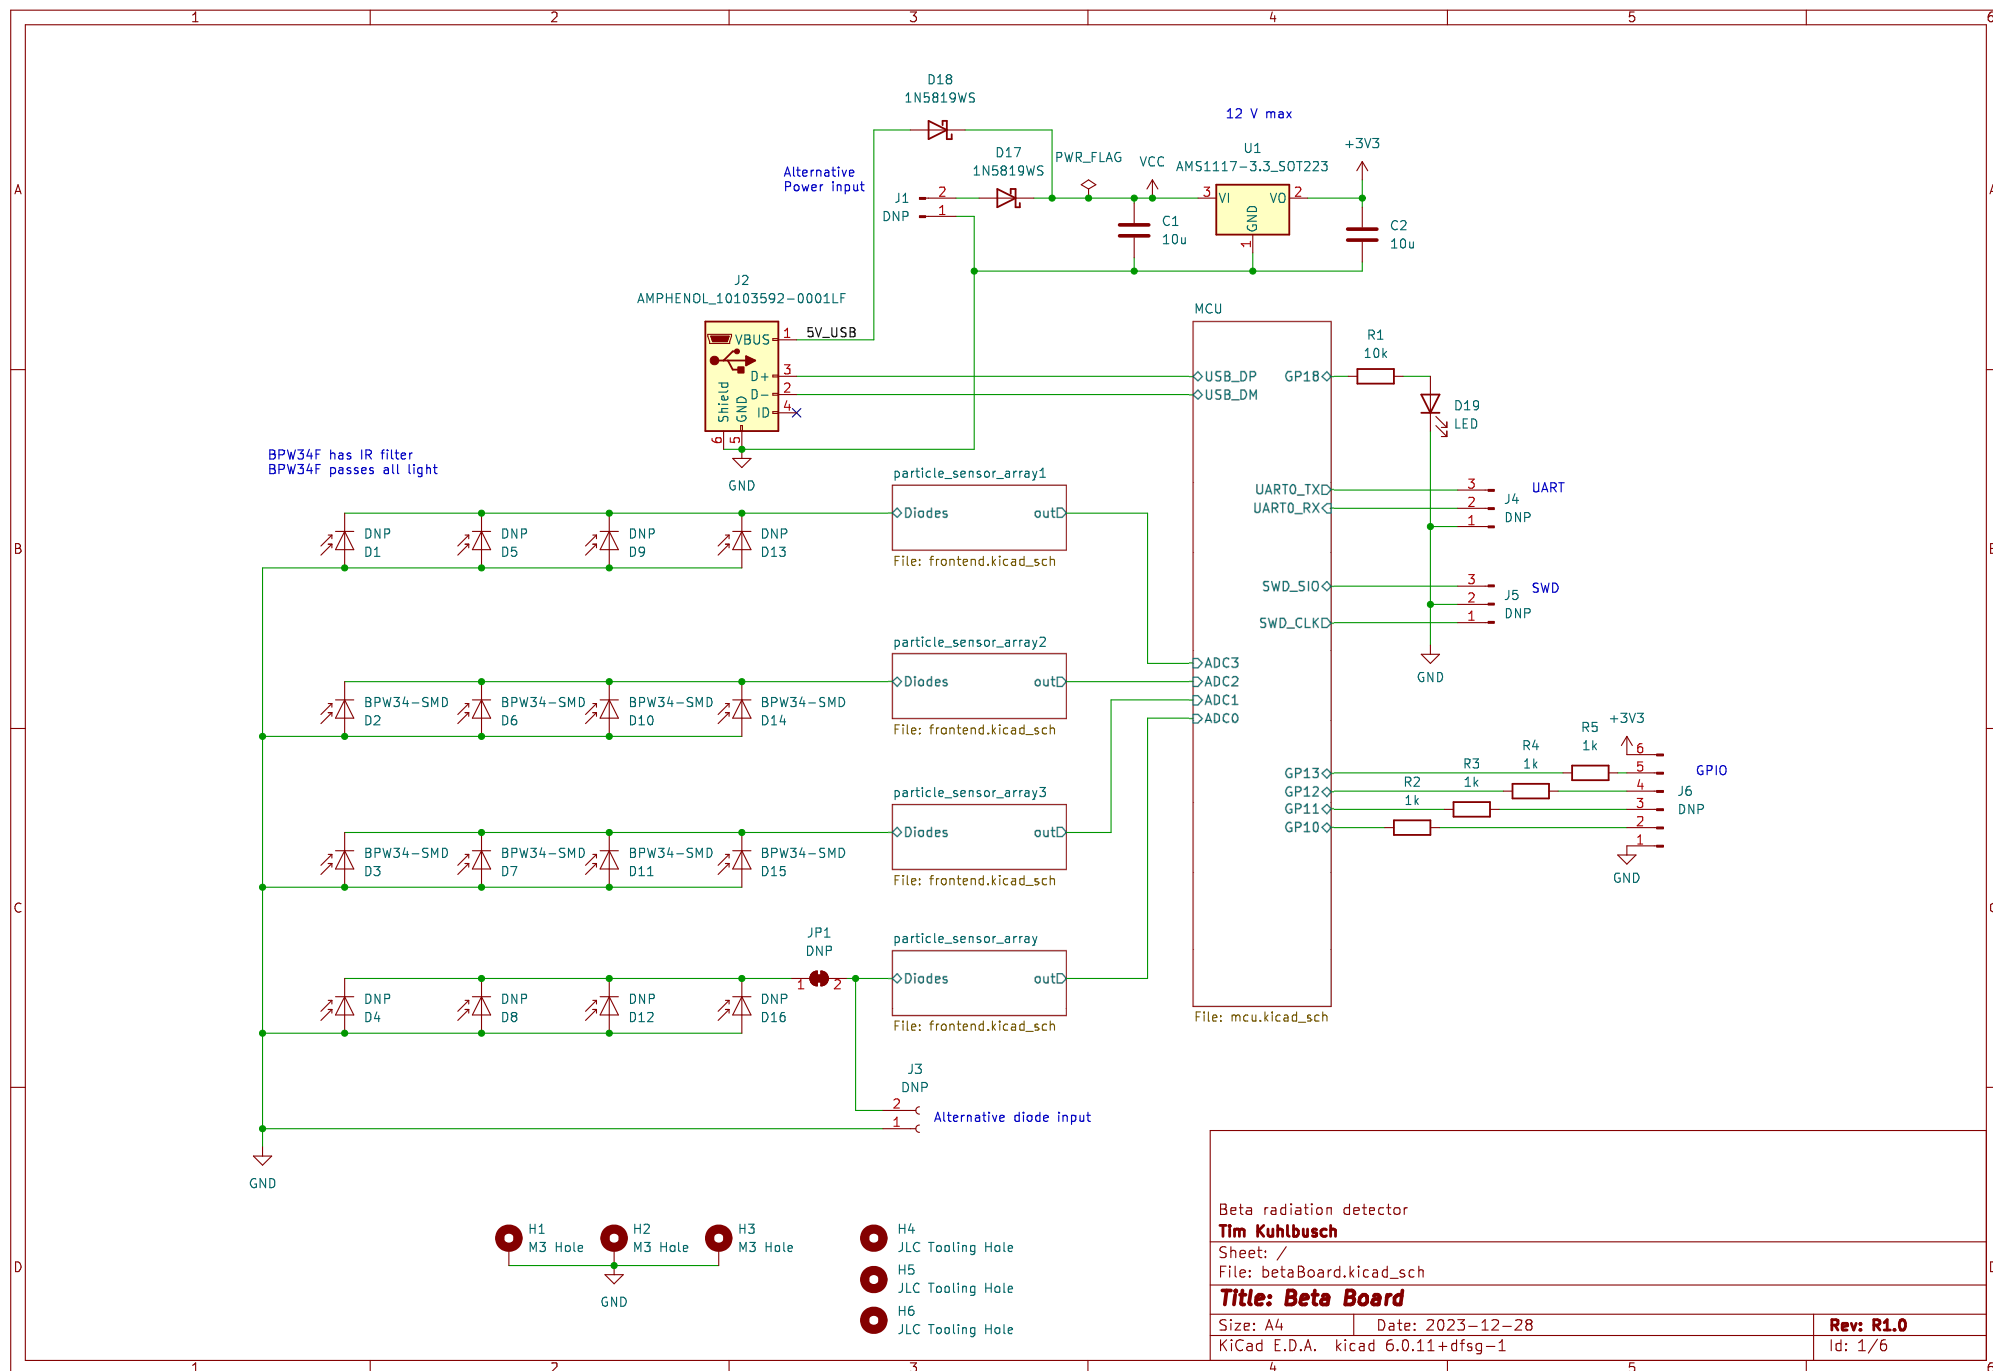 1 2 3 4 5 6
A
B
C
D
D18
1N5819WS
12 V max
D17
1N5819WS
PWR_FLAG
VCC
U1
AMS1117-3.3_SOT223
+3V3
Alternative
Power input
J1
DNP
2
1
3
VI
VO
2
GND
1
C1
10u
C2
10u
J2
AMPHENOL_10103592-0001LF
VBUS
1
5V_USB
D+
3
D-
2
ID
4
Shield
GND
6
5
GND
MCU
USB_DP
USB_DM
GP18
R1
10k
D19
LED
UART0_TX
UART0_RX
3
2
1
UART
J4
DNP
SWD_SIO
SWD_CLK
3
2
1
SWD
J5
DNP
GND
ADC3
ADC2
ADC1
ADC0
GP13
GP12
GP11
GP10
R2
1k
R3
1k
R4
1k
R5
1k
+3V3
6
5
4
3
2
1
GPIO
J6
DNP
GND
File: mcu.kicad_sch
BPW34F has IR filter
BPW34F passes all light
DNP
D1
DNP
D5
DNP
D9
DNP
D13
particle_sensor_array1
Diodes
out
File: frontend.kicad_sch
BPW34-SMD
D2
BPW34-SMD
D6
BPW34-SMD
D10
BPW34-SMD
D14
particle_sensor_array2
Diodes
out
File: frontend.kicad_sch
BPW34-SMD
D3
BPW34-SMD
D7
BPW34-SMD
D11
BPW34-SMD
D15
particle_sensor_array3
Diodes
out
File: frontend.kicad_sch
DNP
D4
DNP
D8
DNP
D12
DNP
D16
JP1
DNP
1
2
particle_sensor_array
Diodes
out
File: frontend.kicad_sch
J3
DNP
2
1
Alternative diode input
GND
H1
M3 Hole
H2
M3 Hole
H3
M3 Hole
GND
H4
JLC Tooling Hole
H5
JLC Tooling Hole
H6
JLC Tooling Hole
Beta radiation detector
Tim Kuhlbusch
Sheet: /
File: betaBoard.kicad_sch
Title: Beta Board
Size: A4
Date: 2023-12-28
Rev: R1.0
KiCad E.D.A. kicad 6.0.11+dfsg-1
Id: 1/6
A
1 2 3 4 5 6